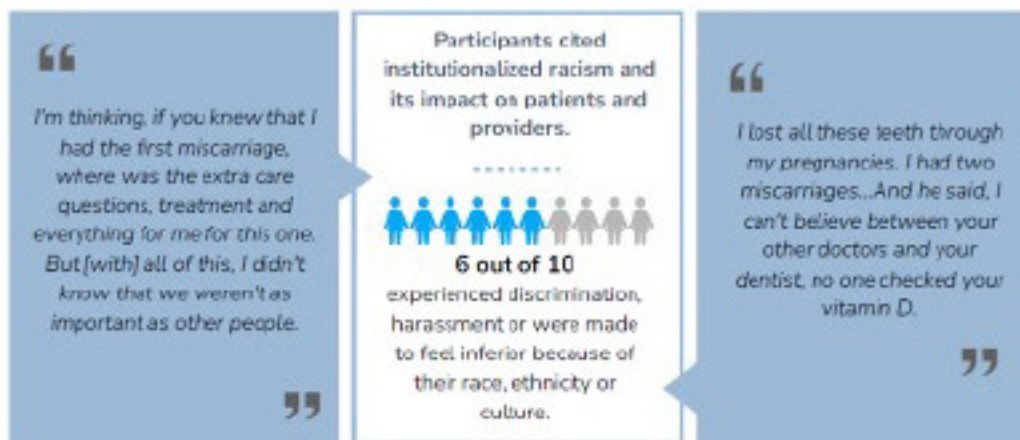 “
I'm thinking, if you knew that I
had the first miscarriage,
where was the extra care
questions, treatment and
everything for me for this one.
But [with] all of this, I didn't
know that we weren't as
important as other people.
”
Participants cited
institutionalized racism and
its impact on patients and
providers.
6 out of 10
experienced discrimination,
harassment or were made
to feel inferior because of
their race, ethnicity or
culture.
“
I lost all these teeth through
my pregnancies. I had two
miscarriages...And he said, I
can't believe between your
other doctors and your
dentist, no one checked your
vitamin D.
”